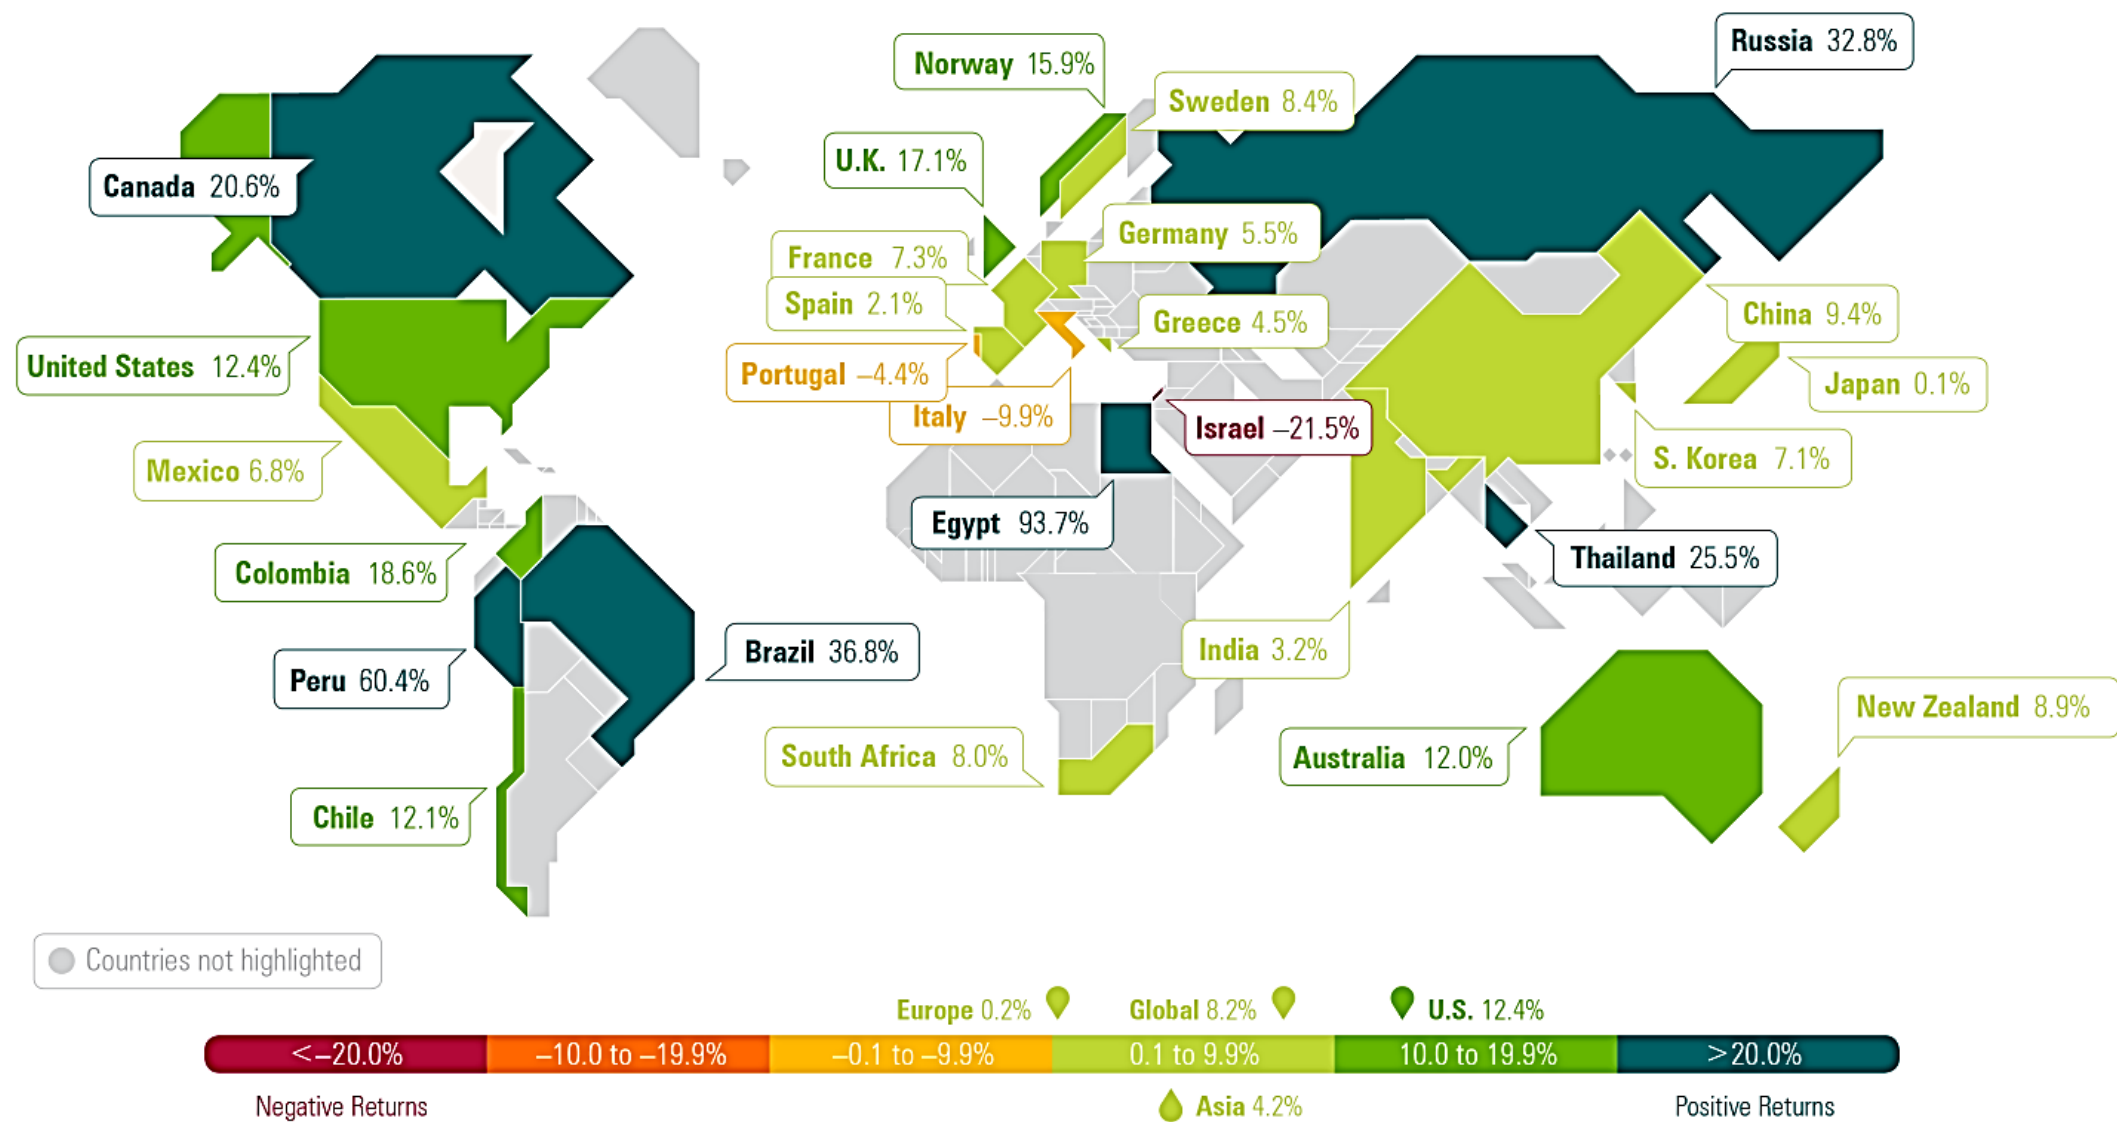 Russia 32.8%
Norway 15.9%
Sweden 8.4%
U.K. 17.1%
Canada 20.6%
Germany 5.5%
France 7.3%
Spain 2.1%
Greece 4.5%
China 9.4%
United States 12.4%
Portugal –4.4%
Japan 0.1%
Italy –9.9%
Israel –21.5%
Mexico 6.8%
S. Korea 7.1%
Egypt 93.7%
Thailand 25.5%
Colombia 18.6%
Brazil 36.8%
India 3.2%
Peru 60.4%
New Zealand 8.9%
South Africa 8.0%
Australia 12.0%
Chile 12.1%
Countries not highlighted
Europe 0.2%
Global 8.2%
U.S. 12.4%
<–20.0%
–10.0 to –19.9%
–0.1 to –9.9%
0.1 to 9.9%
10.0 to 19.9%
>20.0%
Negative Returns
Asia 4.2%
Positive Returns